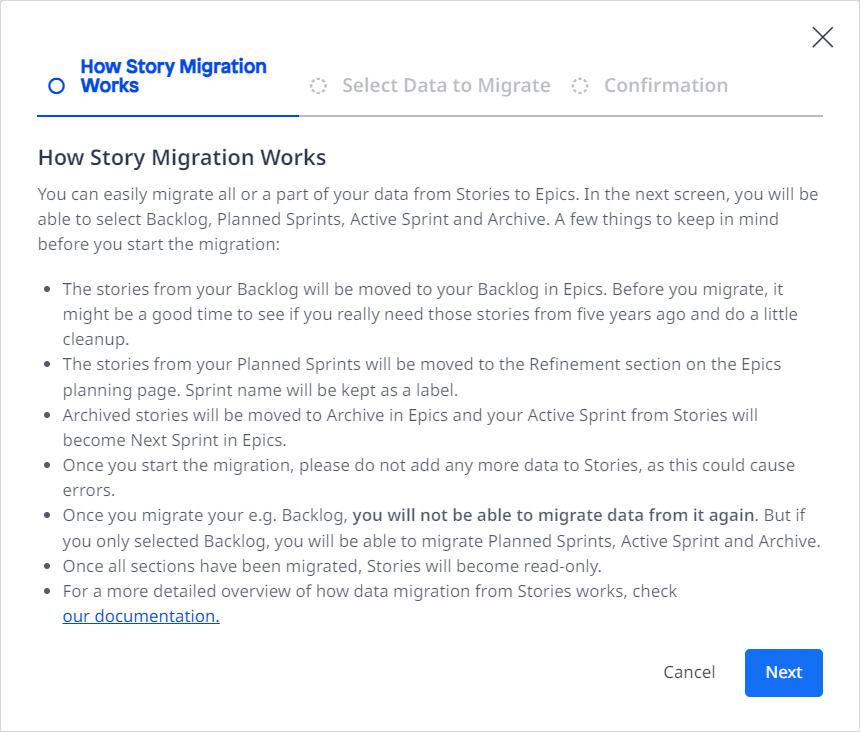 How Story Migration
Works
Select Data to Migrate
Confirmation
How Story Migration Works
You can easily migrate all or a part of your data from Stories to Epics. In the next screen, you will be
able to select Backlog, Planned Sprints, Active Sprint and Archive. A few things to keep in mind
before you start the migration:
The stories from your Backlog will be moved to your Backlog in Epics. Before you migrate, it
might be a good time to see if you really need those stories from five years ago and do a little
cleanup.
The stories from your Planned Sprints will be moved to the Refinement section on the Epics
planning page. Sprint name will be kept as a label.
Archived stories will be moved to Archive in Epics and your Active Sprint from Stories will
become Next Sprint in Epics.
Once you start the migration, please do not add any more data to Stories, as this could cause
errors.
Once you migrate your e.g. Backlog, you will not be able to migrate data from it again. But if
you only selected Backlog, you will be able to migrate Planned Sprints, Active Sprint and Archive.
Once all sections have been migrated, Stories will become read-only.
For a more detailed overview of how data migration from Stories works, check
our documentation.
Cancel
Next